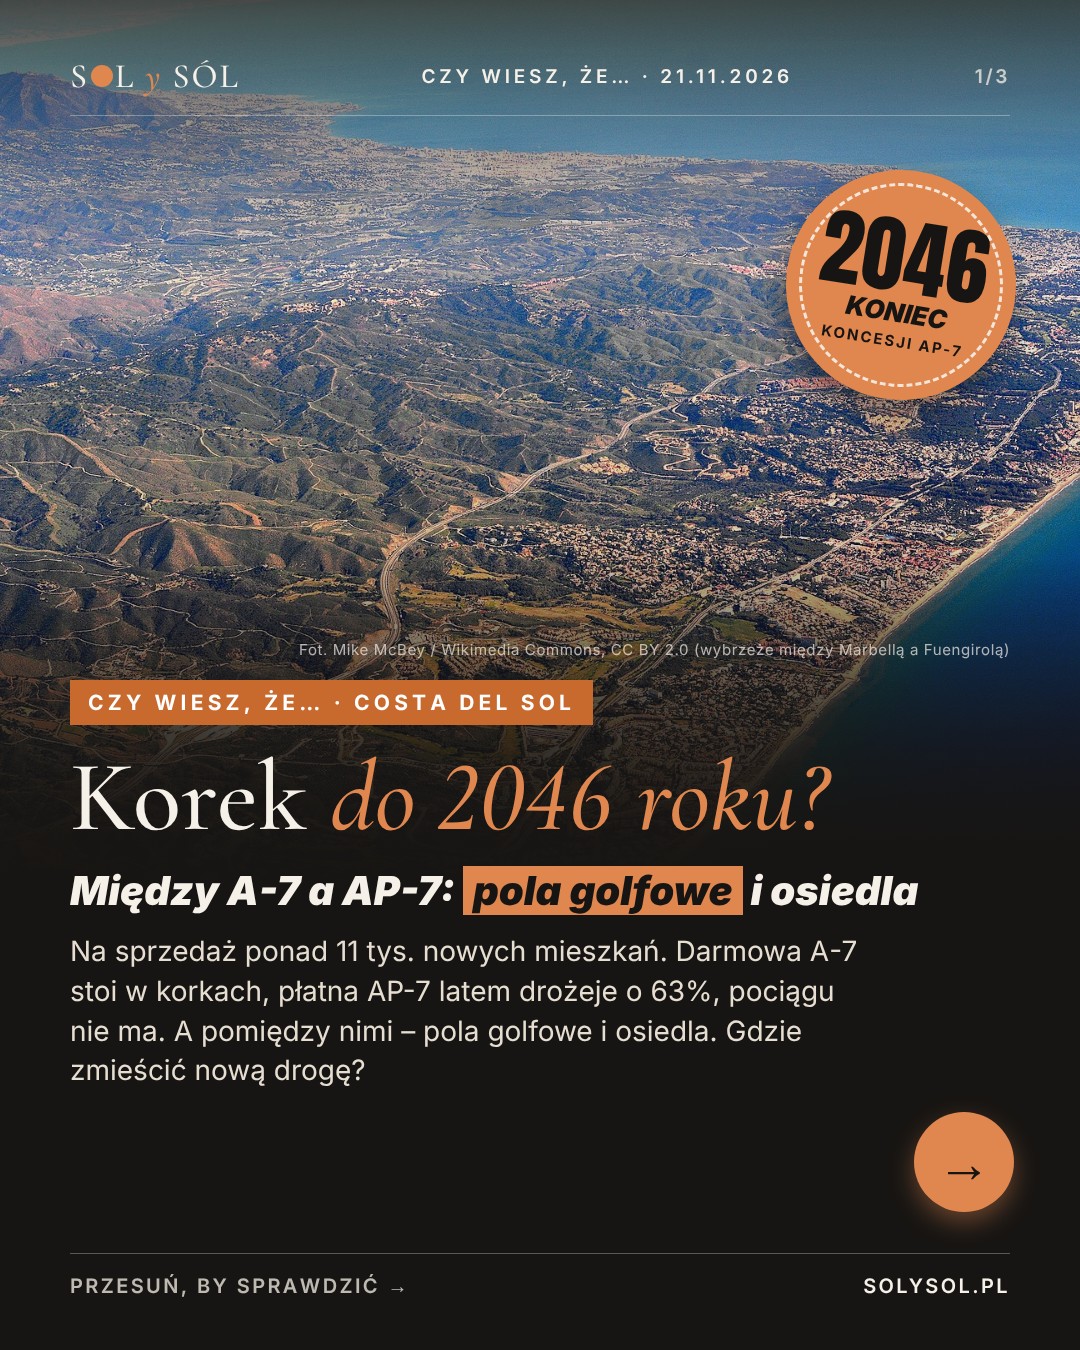 SOL y SÓL
CZY WIESZ, ŻE… · 21.11.2026
1/3
2046
KONIEC
KONCESJI AP-7
Fot. Mike McBey / Wikimedia Commons, CC BY 2.0 (wybrzeże między Marbellą a Fuengirolą)
CZY WIESZ, ŻE… · COSTA DEL SOL
Korek do 2046 roku?
Między A-7 a AP-7: pola golfowe i osiedla
Na sprzedaż ponad 11 tys. nowych mieszkań. Darmowa A-7
stoi w korkach, płatna AP-7 latem drożeje o 63%, pociągu
nie ma. A pomiędzy nimi – pola golfowe i osiedla. Gdzie
zmieścić nową drogę?
→
PRZESUŃ, BY SPRAWDZIĆ →
SOLYSOL.PL